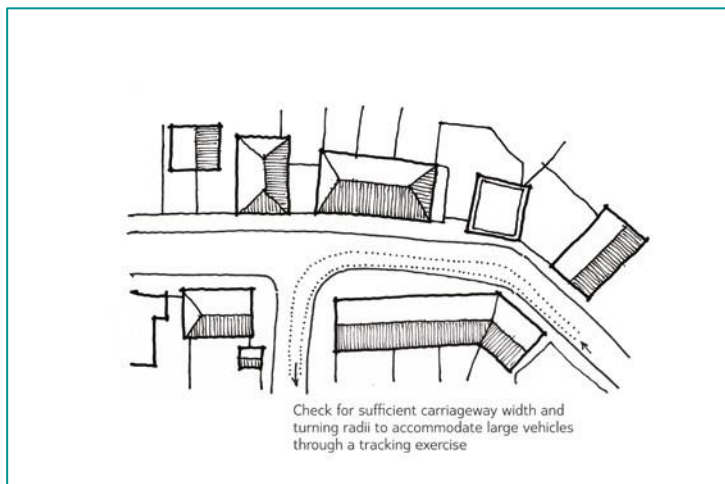 Check for sufficient carriageway width and
turning radii to accommodate large vehicles
through a tracking exercise